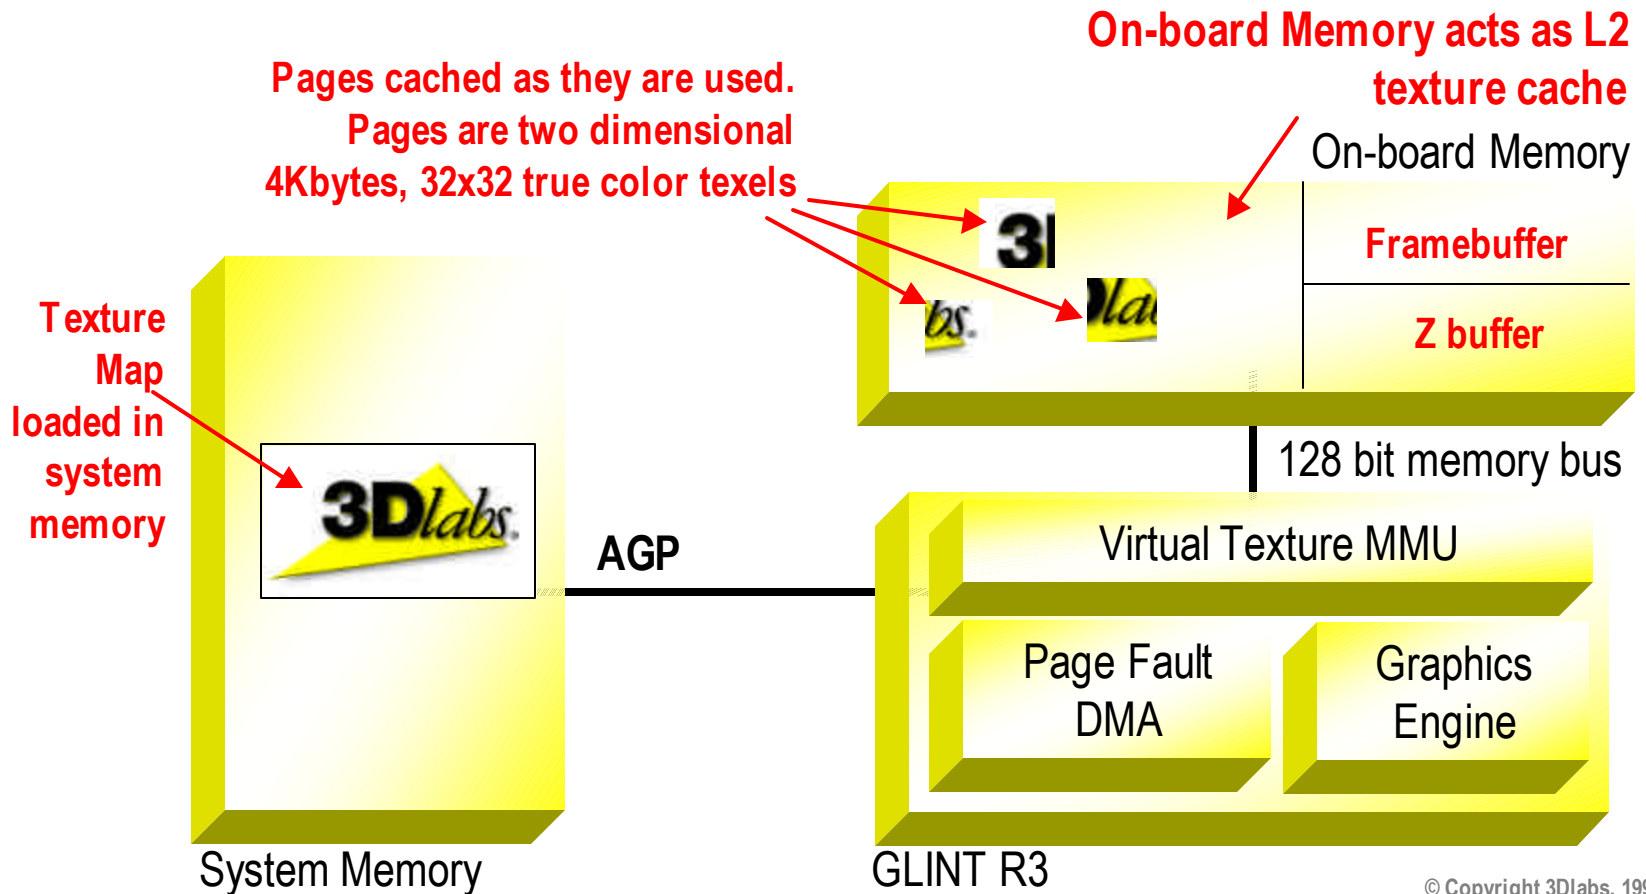 On-board Memory acts as L2
texture cache
Pages cached as they are used.
Pages are two dimensional
4Kbytes, 32x32 true color texels
On-board Memory
3
Framebuffer
lal
bs.
Z buffer
Texture
Map
loaded in
system
memory
3Dlabs.
128 bit memory bus
AGP
Virtual Texture MMU
Page Fault
DMA
Graphics
Engine
System Memory
GLINT R3
© Copyright 3Dlabs, 199